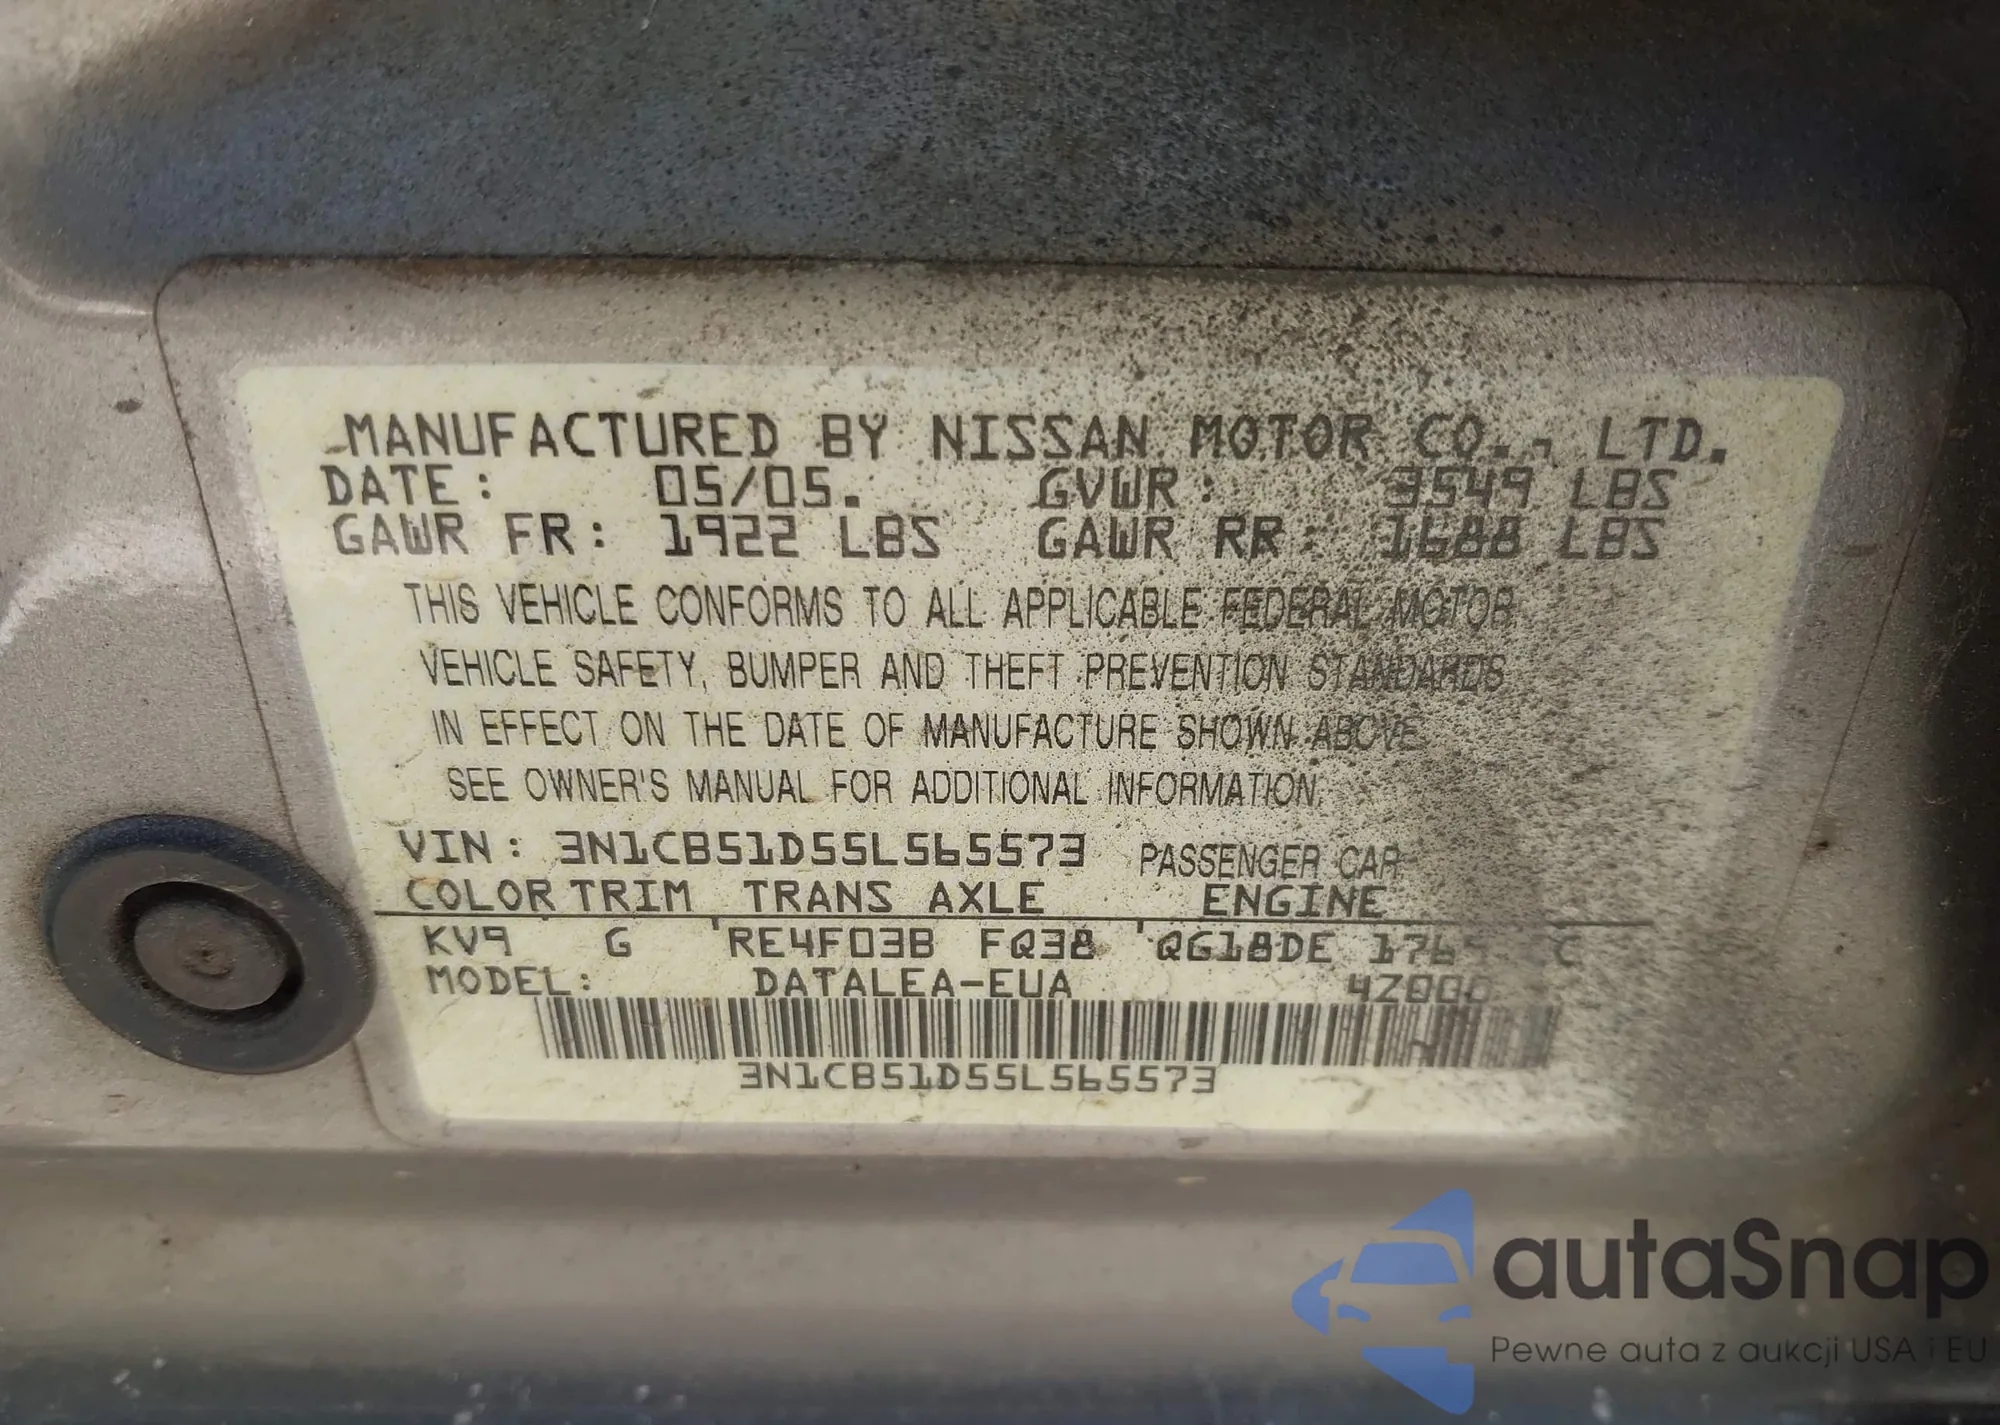 MANUFACTURED BY NISSAN MOTOR CO., LTD.
DATE: 05/05. GVWR: 3549 LBS
GAWR FR: 1922 LBS GAWR RR: 1688 LBS
THIS VEHICLE CONFORMS TO ALL APPLICABLE FEDERAL MOTOR
VEHICLE SAFETY, BUMPER AND THEFT PREVENTION STANDARDS
IN EFFECT ON THE DATE OF MANUFACTURE SHOWN ABOVE
SEE OWNER'S MANUAL FOR ADDITIONAL INFORMATION.
VIN: 3N1CB51D55L565573 PASSENGER CAR
COLOR TRIM TRANS AXLE ENGINE
KV9 G RE4F03B FQ38 QG18DE
MODEL: DATALEA-EUA
3N1CB51D55L565573
autaSnap
Pewne auta z aukcji USA i EU